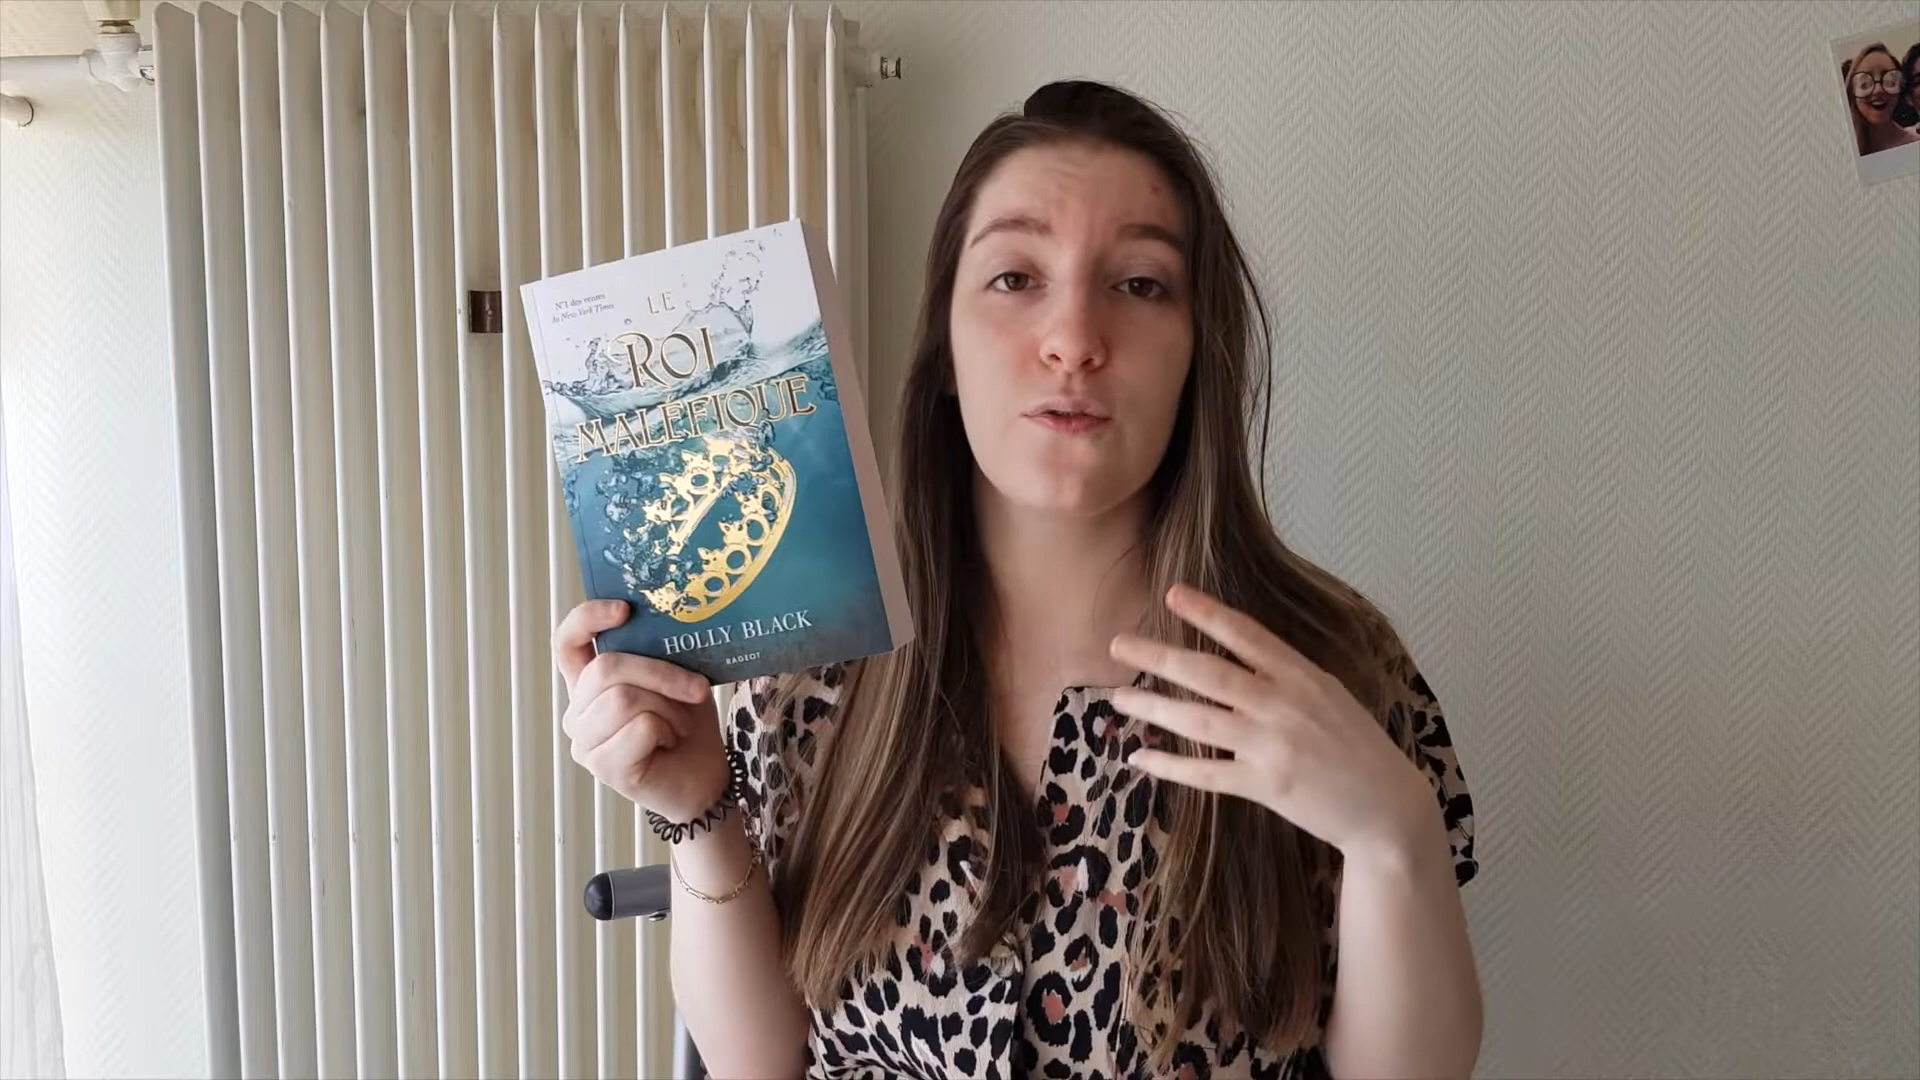 N°1 des ventes
du New York Times
LE
ROI
MALÉFIQUE
HOLLY BLACK
RAGEOT